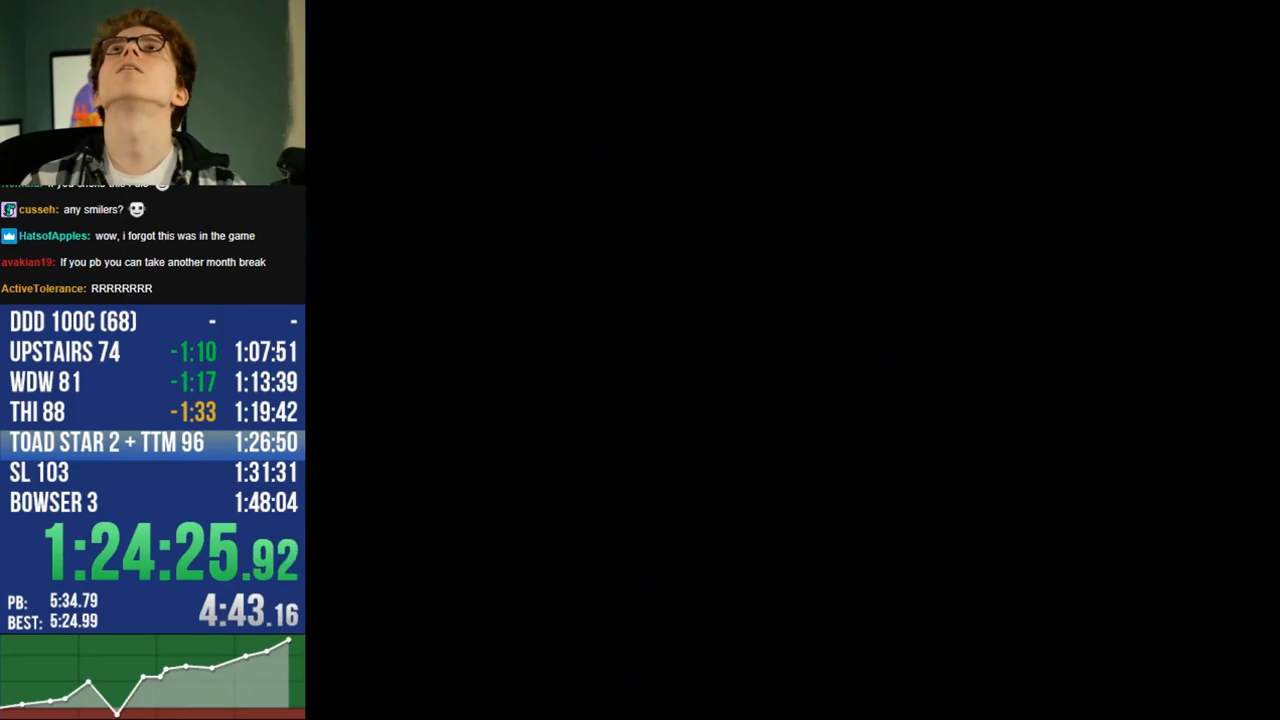 cusseh: any smilers?
HatsofApples: wow, i forgot this was in the game
avakian19: If you pb you can take another month break
ActiveTolerance: RRRRRRRR
DDD 100C (68) - -
UPSTAIRS 74 -1:10 1:07:51
WDW 81 -1:17 1:13:39
THI 88 -1:33 1:19:42
TOAD STAR 2 + TTM 96 1:26:50
SL 103 1:31:31
BOWSER 3 1:48:04
1:24:25.92
PB: 5:34.79
BEST: 5:24.99
4:43.16